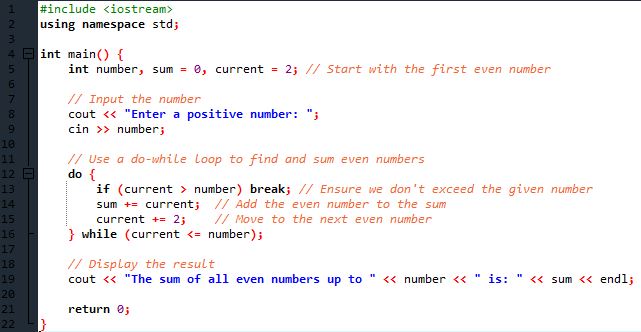 1 #include <iostream>
2 using namespace std;
3
4 int main() {
5 int number, sum = 0, current = 2; // Start with the first even number
6
7 // Input the number
8 cout << "Enter a positive number: ";
9 cin >> number;
10
11 // Use a do-while loop to find and sum even numbers
12 do {
13 if (current > number) break; // Ensure we don't exceed the given number
14 sum += current; // Add the even number to the sum
15 current += 2; // Move to the next even number
16 } while (current <= number);
17
18 // Display the result
19 cout << "The sum of all even numbers up to " << number << " is: " << sum << endl;
20
21 return 0;
22 }